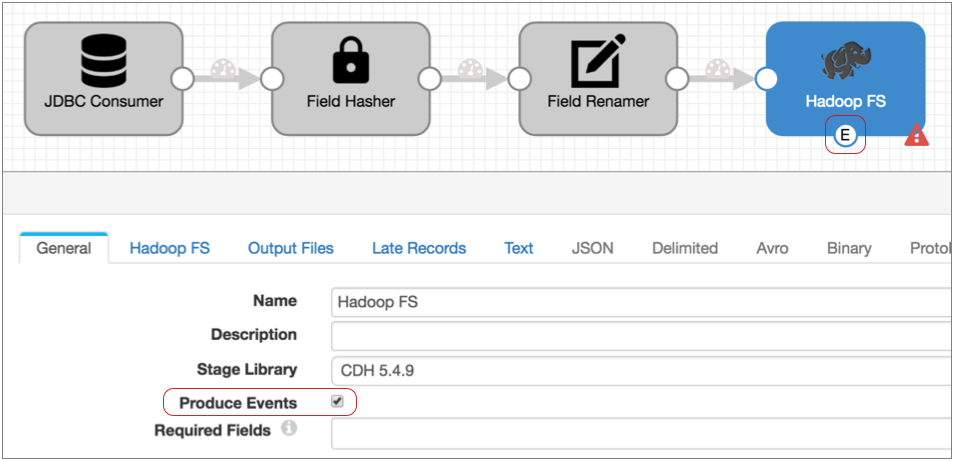 JDBC Consumer
Field Hasher
Field Renamer
Hadoop FS
E
General Hadoop FS Output Files Late Records Text JSON Delimited Avro Binary
Name Hadoop FS
Description
Stage Library CDH 5.4.9
Produce Events
Required Fields